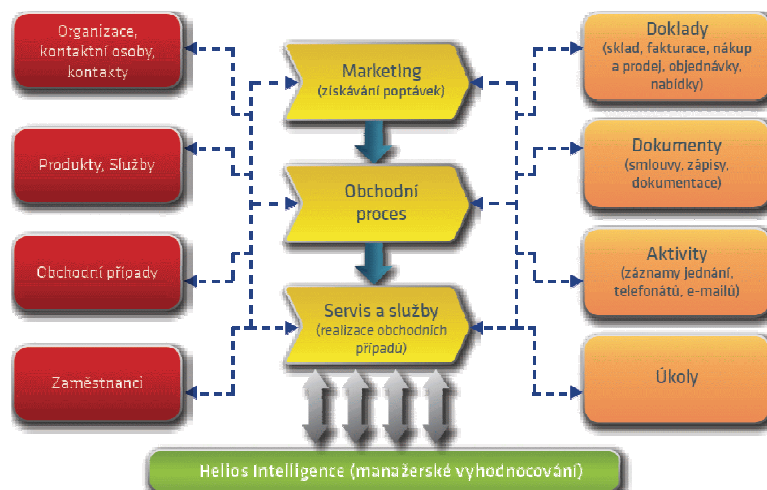 Organizace,
kontaktní osoby,
kontakty
Produkty, Služby
Obchodní případy
Zaměstnanci
Marketing
(získávání poptávek)
Obchodní
proces
Servis a služby
(realizace obchodních
případů)
Doklady
(sklad, fakturace, nákup
a prodej, objednávky,
nabídky)
Dokumenty
(smlouvy, zápisy,
dokumentace)
Aktivity
(záznamy jednání,
telefonátů, e-mailů)
Úkoly
Helios Intelligence (manažerské vyhodnocování)